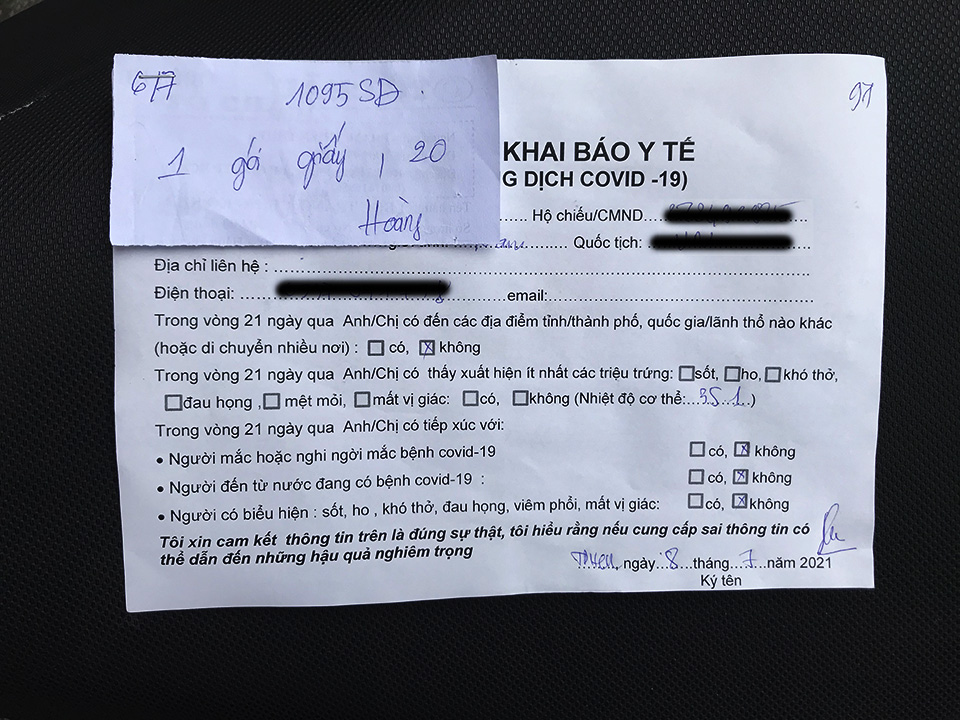 6/7
1095 SD.
1 gói giấy, 20
Hoàng
97
KHAI BÁO Y TẾ
G DỊCH COVID -19)
Hộ chiếu/CMND
Quốc tịch:
Địa chỉ liên hệ :
Điện thoại: email:
Trong vòng 21 ngày qua Anh/Chị có đến các địa điểm tỉnh/thành phố, quốc gia/lãnh thổ nào khác
(hoặc di chuyển nhiều nơi) : có, không
Trong vòng 21 ngày qua Anh/Chị có thấy xuất hiện ít nhất các triệu trứng: sốt, ho, khó thở,
đau họng , mệt mỏi, mất vị giác: có, không (Nhiệt độ cơ thể: 35.1 )
Trong vòng 21 ngày qua Anh/Chị có tiếp xúc với:
• Người mắc hoặc nghi ngời mắc bệnh covid-19 có, không
• Người đến từ nước đang có bệnh covid-19 : có, không
• Người có biểu hiện : sốt, ho , khó thở, đau họng, viêm phổi, mất vị giác: có, không
Tôi xin cam kết thông tin trên là đúng sự thật, tôi hiểu rằng nếu cung cấp sai thông tin có
thể dẫn đến những hậu quả nghiêm trọng
, ngày 8 tháng 7 năm 2021
Ký tên